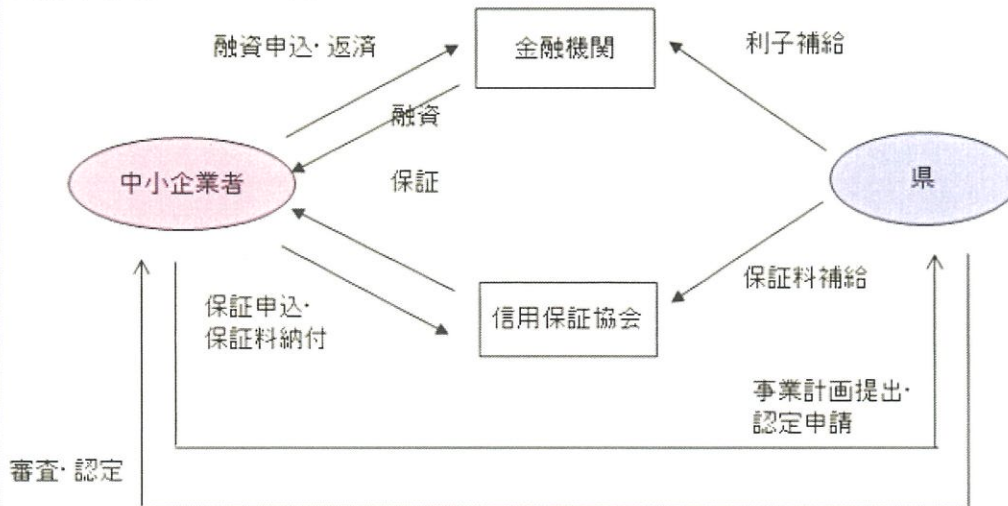 融資申込・返済
金融機関
利子補給
融資
中小企業者
保証
県
保証料補給
保証申込・
保証料納付
信用保証協会
事業計画提出・
認定申請
審査・認定